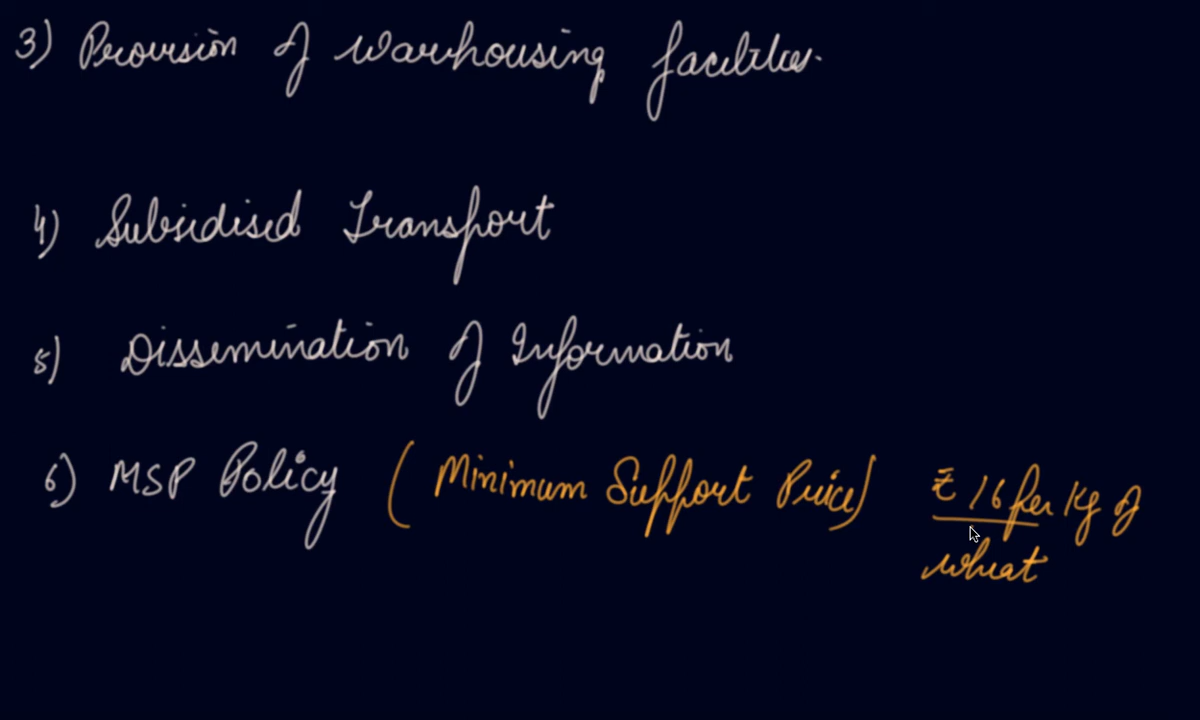 3) Provision of warehousing facilities.
4) Subsidised Transport
5) Dissemination of Information
6) MSP Policy (Minimum Support Price) ₹ 16 per kg of
wheat